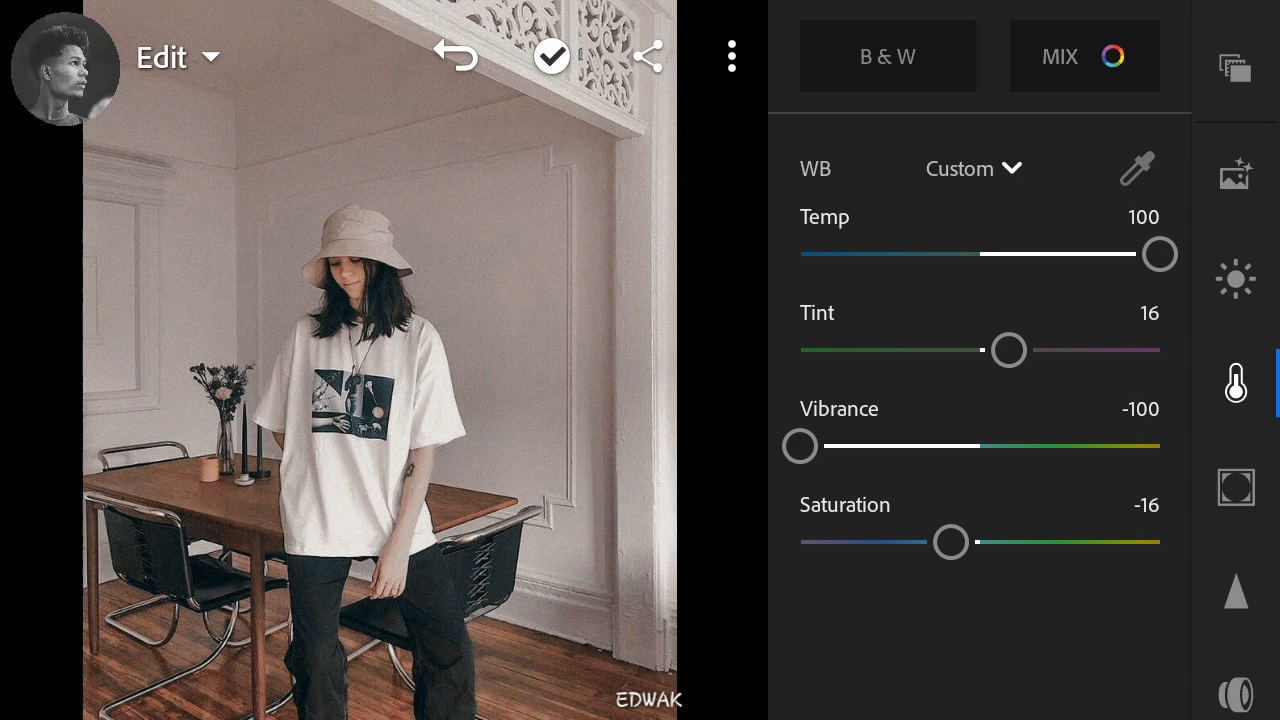 Edit
B & W
MIX
WB
Custom
Temp
100
Tint
16
Vibrance
-100
Saturation
-16
EDWAK